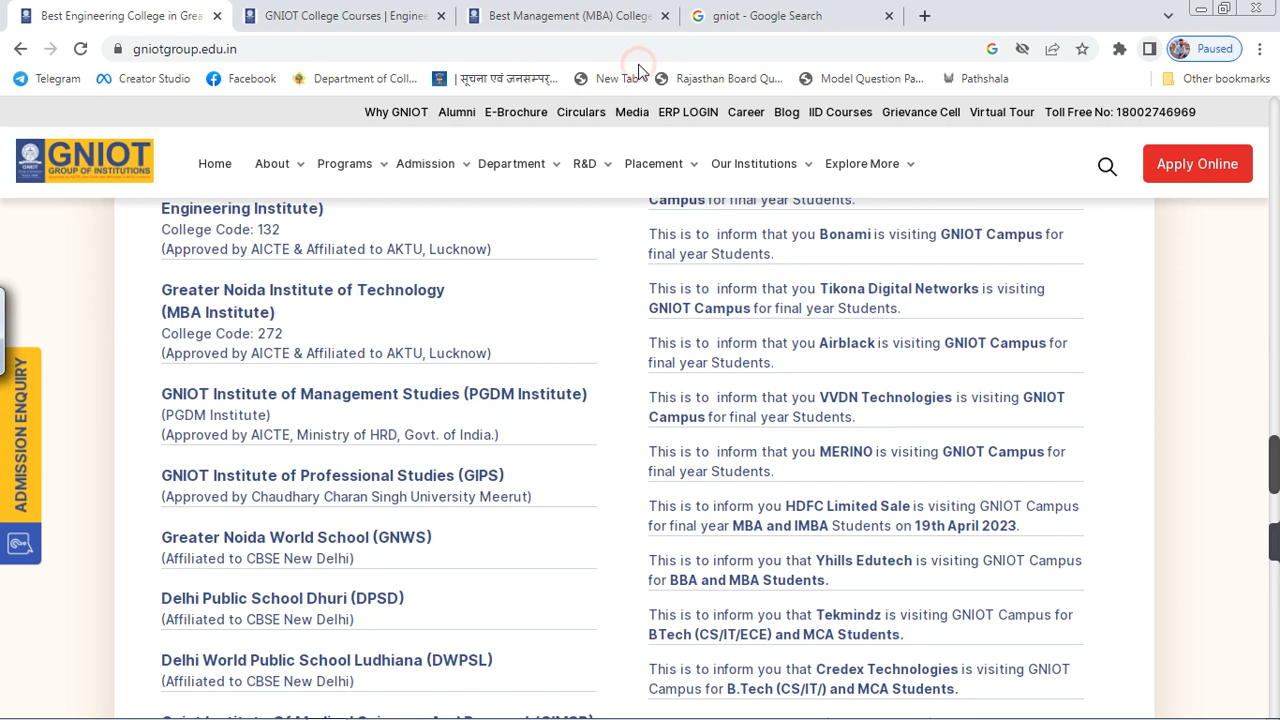 Best Engineering College in Grea
GNIOT College Courses | Enginee
Best Management (MBA) College
gniot - Google Search
gniotgroup.edu.in
Paused
Telegram
Creator Studio
Facebook
Department of Coll...
| सूचना एवं जनसम्पर्...
New Tab
Rajasthan Board Qu...
Model Question Pa...
Pathshala
Other bookmarks
Why GNIOT Alumni E-Brochure Circulars Media ERP LOGIN Career Blog IID Courses Grievance Cell Virtual Tour Toll Free No: 18002746969
GNIOT
GROUP OF INSTITUTIONS
Home About Programs Admission Department R&D Placement Our Institutions Explore More
Apply Online
ADMISSION ENQUIRY
Engineering Institute)
College Code: 132
(Approved by AICTE & Affiliated to AKTU, Lucknow)
Greater Noida Institute of Technology
(MBA Institute)
College Code: 272
(Approved by AICTE & Affiliated to AKTU, Lucknow)
GNIOT Institute of Management Studies (PGDM Institute)
(PGDM Institute)
(Approved by AICTE, Ministry of HRD, Govt. of India.)
GNIOT Institute of Professional Studies (GIPS)
(Approved by Chaudhary Charan Singh University Meerut)
Greater Noida World School (GNWS)
(Affiliated to CBSE New Delhi)
Delhi Public School Dhuri (DPSD)
(Affiliated to CBSE New Delhi)
Delhi World Public School Ludhiana (DWPSL)
(Affiliated to CBSE New Delhi)
Campus for final year Students.
This is to inform that you Bonami is visiting GNIOT Campus for
final year Students.
This is to inform that you Tikona Digital Networks is visiting
GNIOT Campus for final year Students.
This is to inform that you Airblack is visiting GNIOT Campus for
final year Students.
This is to inform that you VVDN Technologies is visiting GNIOT
Campus for final year Students.
This is to inform that you MERINO is visiting GNIOT Campus for
final year Students.
This is to inform you HDFC Limited Sale is visiting GNIOT Campus
for final year MBA and IMBA Students on 19th April 2023.
This is to inform you that Yhills Edutech is visiting GNIOT Campus
for BBA and MBA Students.
This is to inform you that Tekmindz is visiting GNIOT Campus for
BTech (CS/IT/ECE) and MCA Students.
This is to inform you that Credex Technologies is visiting GNIOT
Campus for B.Tech (CS/IT/) and MCA Students.